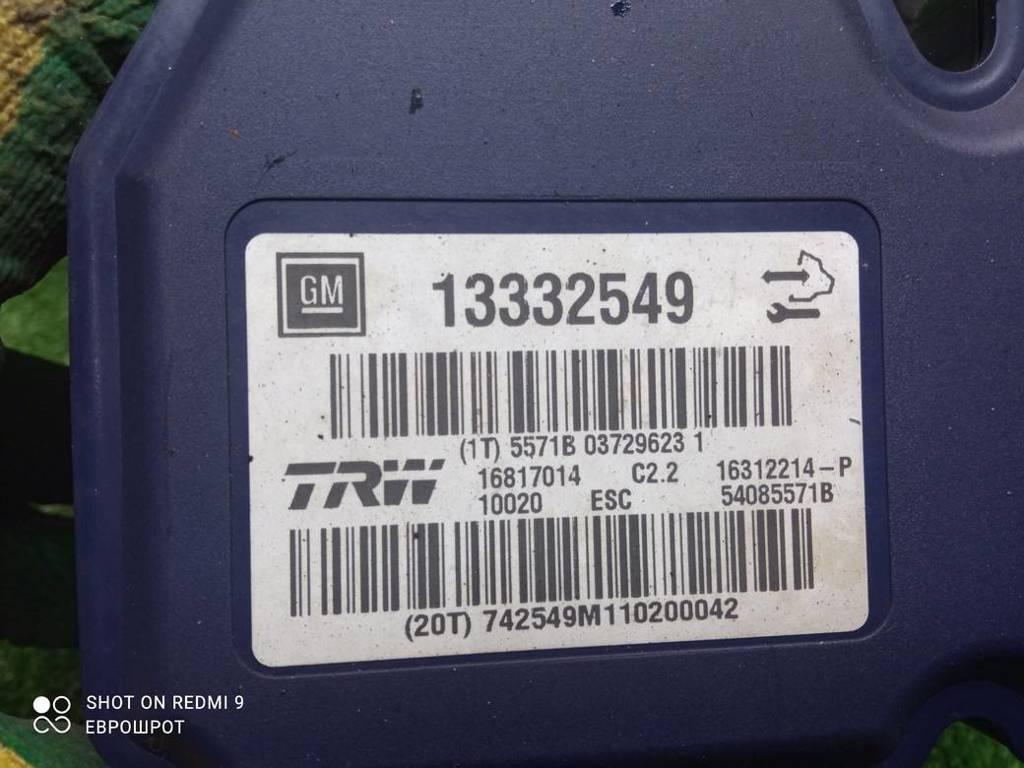 GM
13332549
(1T) 5571B 03729623 1
TRW
16817014 C2.2 16312214-P
10020 ESC 54085571B
(20T) 742549M110200042
SHOT ON REDMI 9
ЕВРОШРОТ